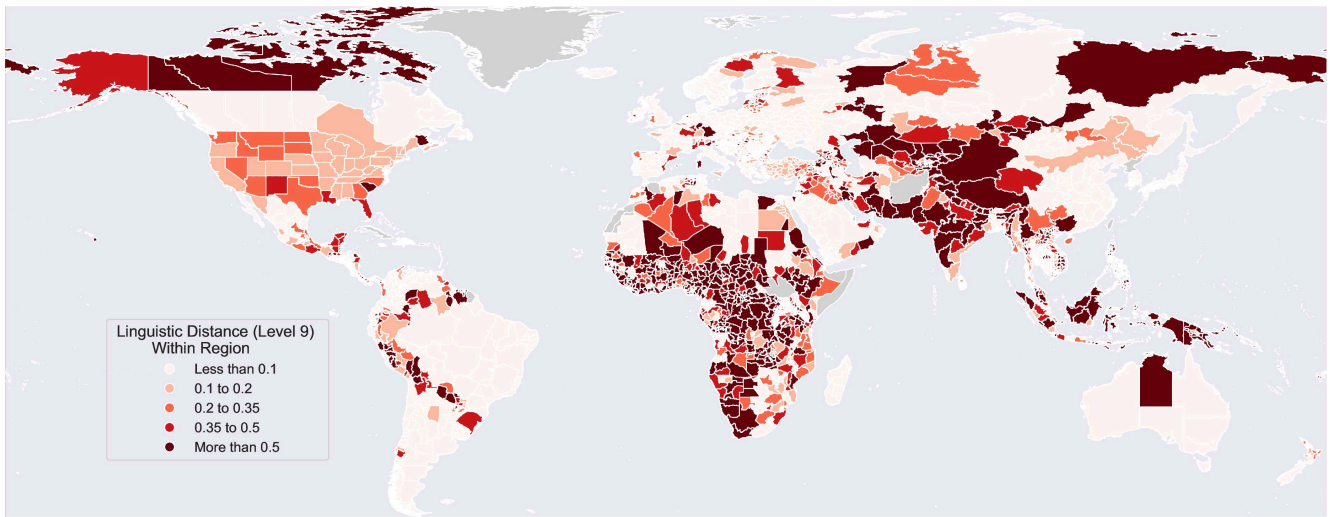 Linguistic Distance (Level 9)
Within Region
Less than 0.1
0.1 to 0.2
0.2 to 0.35
0.35 to 0.5
More than 0.5